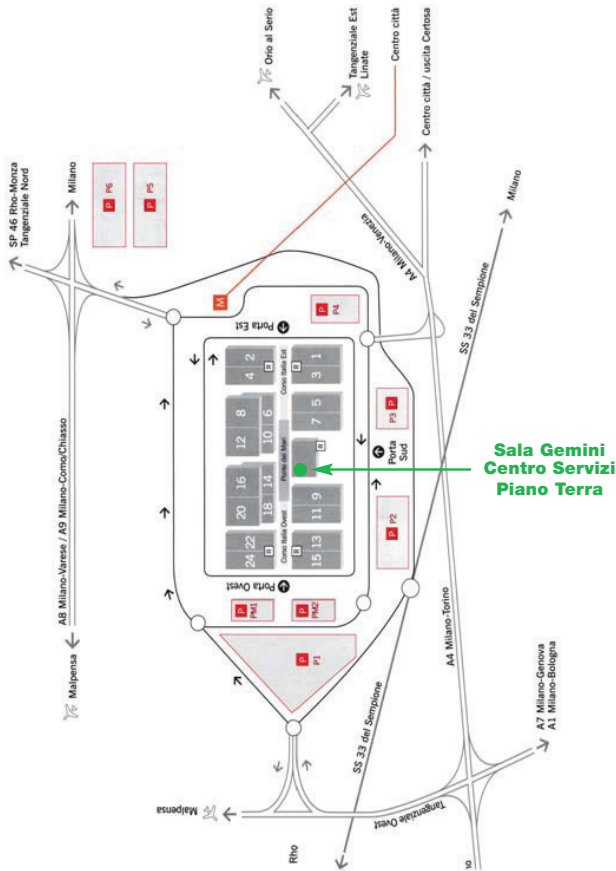 Orio al Serio
Tangenziale Est
Linate
Centro città
Centro città / uscita Certosa
SP 46 Rho-Monza
Tangenziale Nord
Milano
P P6
P P5
A4 Milano-Venezia
Milano
SS 33 del Sempione
M
P P4
Porta Est
A8 Milano-Varese / A9 Milano-Como/Chiasso
Corso Italia Est
2
4
R
1
3
R
8
12
6
10
5
7
P P3
Porta
Sud
Ponte dei Mari
R
Sala Gemini
Centro Servizi
Piano Terra
16
20
14
18
9
11
P P2
Corso Italia Ovest
22
24
R
13
15
R
Porta Ovest
P
PM1
P
PM2
P
P1
A4 Milano-Torino
Malpensa
A7 Milano-Genova
A1 Milano-Bologna
SS 33 del Sempione
Tangenziale Ovest
Malpensa
Rho
no